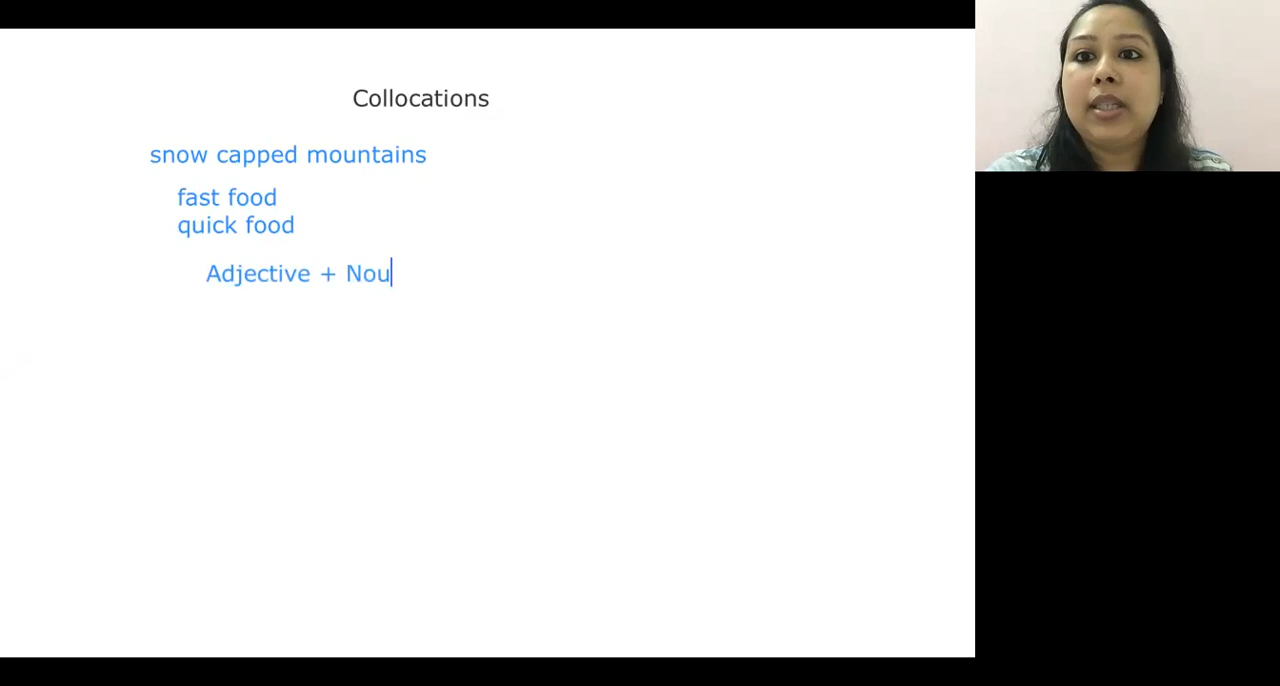 Collocations
snow capped mountains
fast food
quick food
Adjective + Nou